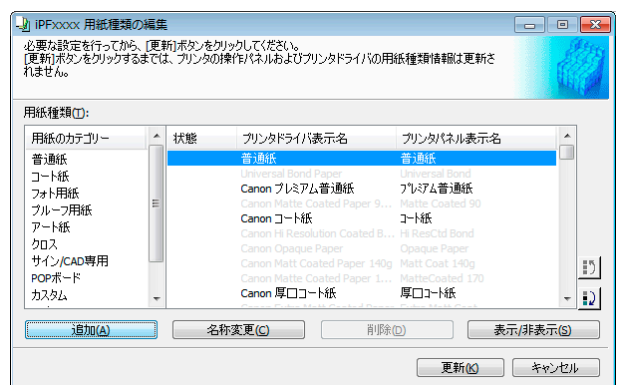 iPFxxxx 用紙種類の編集
必要な設定を行ってから、[更新]ボタンをクリックしてください。
[更新]ボタンをクリックするまでは、プリンタの操作パネルおよびプリンタドライバの用紙種類情報は更新さ
れません。
用紙種類(T):
用紙のカテゴリー 状態 プリンタドライバ表示名 プリンタパネル表示名
普通紙
コート紙
フォト用紙
プルーフ用紙
アート紙
クロス
サイン/CAD専用
POPボード
カスタム
普通紙 普通紙
Universal Bond Paper Universal Bond
Canon プレミアム普通紙 プレミアム普通紙
Canon Matte Coated Paper 9... Matte Coated 90
Canon コート紙 コート紙
Canon Hi Resolution Coated B... Hi ResCtd Bond
Canon Opaque Paper Opaque Paper
Canon Matt Coated Paper 140g Matt Coat 140g
Canon Matte Coated Paper 1... MatteCoated 170
Canon 厚口コート紙 厚口コート紙
追加(A) 名称変更(C) 削除(D) 表示/非表示(S)
更新(K) キャンセル